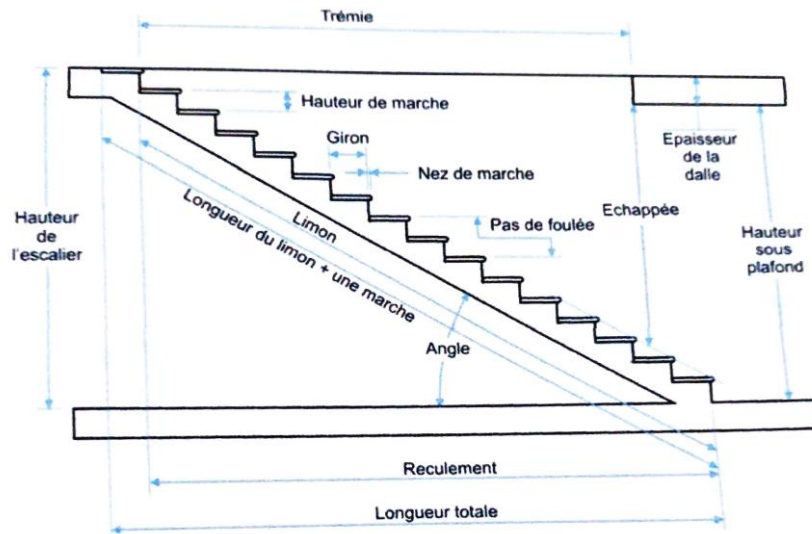 Trémie
Hauteur de marche
Giron
Epaisseur
de la
dalle
Nez de marche
Hauteur
de
l'escalier
Limon
Longueur du limon + une marche
Pas de foulée
Echappée
Hauteur
sous
plafond
Angle
Reculement
Longueur totale